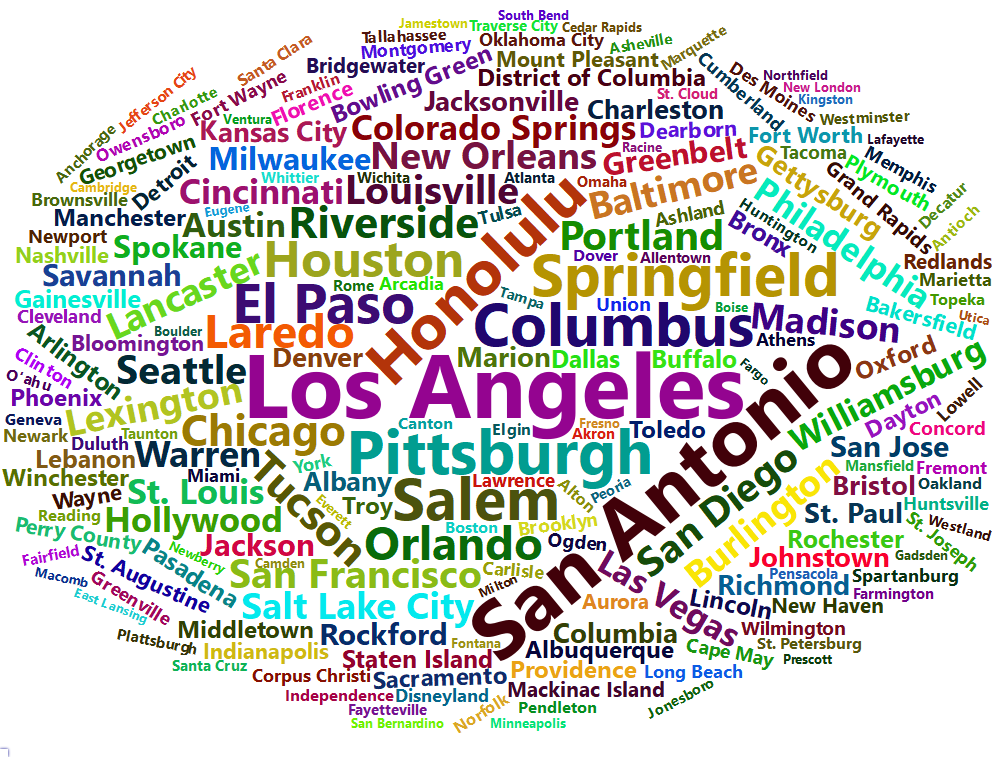 South Bend
Jamestown
Traverse City
Cedar Rapids
Tallahassee
Oklahoma City
Montgomery
Asheville
Marquette
Santa Clara
Bridgewater
Bowling Green
Mount Pleasant
Cumberland
Jefferson City
Fort Wayne
Franklin
District of Columbia
Des Moines
Northfield
Charlotte
Florence
Jacksonville
St. Cloud
New London
Kingston
Anchorage
Owensboro
Ventura
Charleston
Westminster
Georgetown
Kansas City
Colorado Springs
Dearborn
Fort Worth
Lafayette
Detroit
Milwaukee
New Orleans
Racine
Greenbelt
Gettysburg
Tacoma
Memphis
Cambridge
Whittier
Wichita
Atlanta
Omaha
Plymouth
Brownsville
Cincinnati
Louisville
Honolulu
Baltimore
Philadelphia
Grand Rapids
Decatur
Manchester
Eugene
Austin
Riverside
Tulsa
Ashland
Huntington
Antioch
Newport
Spokane
Portland
Bronx
Nashville
Lancaster
Houston
Dover
Allentown
Redlands
Savannah
Rome
Arcadia
Springfield
Marietta
Gainesville
El Paso
Tampa
Union
Boise
Bakersfield
Topeka
Cleveland
Boulder
Laredo
Columbus
Madison
Utica
Arlington
Bloomington
Athens
Clinton
Seattle
Denver
Marion
Dallas
Buffalo
Fargo
Oxford
O'ahu
Phoenix
Los Angeles
San Antonio
Williamsburg
Lowell
Geneva
Lexington
Dayton
Newark
Taunton
Chicago
Canton
Elgin
Fresno
Akron
Toledo
Concord
Duluth
Lebanon
Warren
Pittsburgh
San Diego
San Jose
Winchester
Miami
Tucson
York
Mansfield
Fremont
Wayne
St. Louis
Albany
Salem
Lawrence
Alton
Peoria
Burlington
Bristol
Oakland
Reading
Hollywood
Everett
Troy
St. Paul
Huntsville
Perry County
Boston
Brooklyn
St. Joseph
Westland
Fairfield
St. Augustine
Pasadena
NewBerry
Jackson
Orlando
Ogden
Rochester
Johnstown
Gadsden
Macomb
Greenville
Camden
San Francisco
Carlisle
Las Vegas
Pensacola
Spartanburg
East Lansing
Salt Lake City
Milton
Aurora
Lincoln
Richmond
Farmington
New Haven
Plattsburgh
Middletown
Rockford
Columbia
Wilmington
Indianapolis
Fontana
Albuquerque
Cape May
St. Petersburg
Santa Cruz
Staten Island
Providence
Long Beach
Prescott
Corpus Christi
Sacramento
Independence
Disneyland
Mackinac Island
Jonesboro
Fayetteville
Norfolk
Pendleton
San Bernardino
Minneapolis